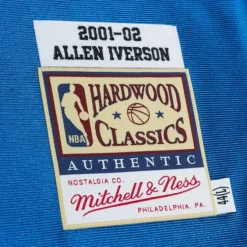 2001-02
ALLEN IVERSON
NBA
HARDWOOD
CLASSICS
AUTHENTIC
NOSTALGIA CO.
Mitchell & Ness
PHILADELPHIA, PA.
44(L)